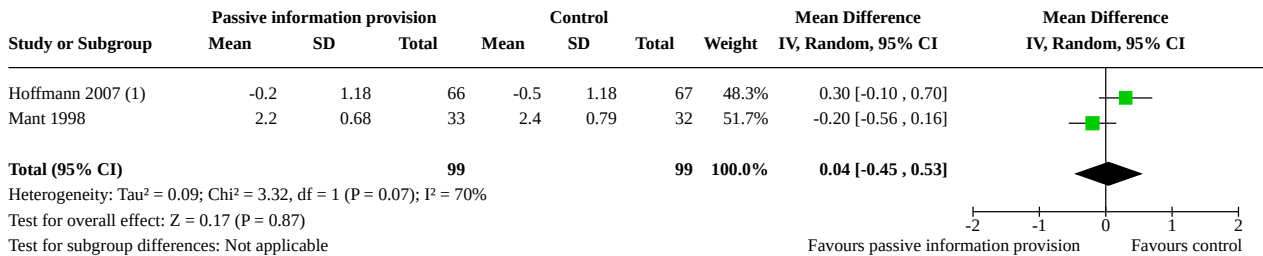 Passive information provision Control Mean Difference Mean Difference
Study or Subgroup Mean SD Total Mean SD Total Weight IV, Random, 95% CI IV, Random, 95% CI
Hoffmann 2007 (1) -0.2 1.18 66 -0.5 1.18 67 48.3% 0.30 [-0.10 , 0.70]
Mant 1998 2.2 0.68 33 2.4 0.79 32 51.7% -0.20 [-0.56 , 0.16]
Total (95% CI) 99 99 100.0% 0.04 [-0.45 , 0.53]
Heterogeneity: Tau² = 0.09; Chi² = 3.32, df = 1 (P = 0.07); I² = 70%
Test for overall effect: Z = 0.17 (P = 0.87) -2 -1 0 1 2
Test for subgroup differences: Not applicable Favours passive information provision Favours control